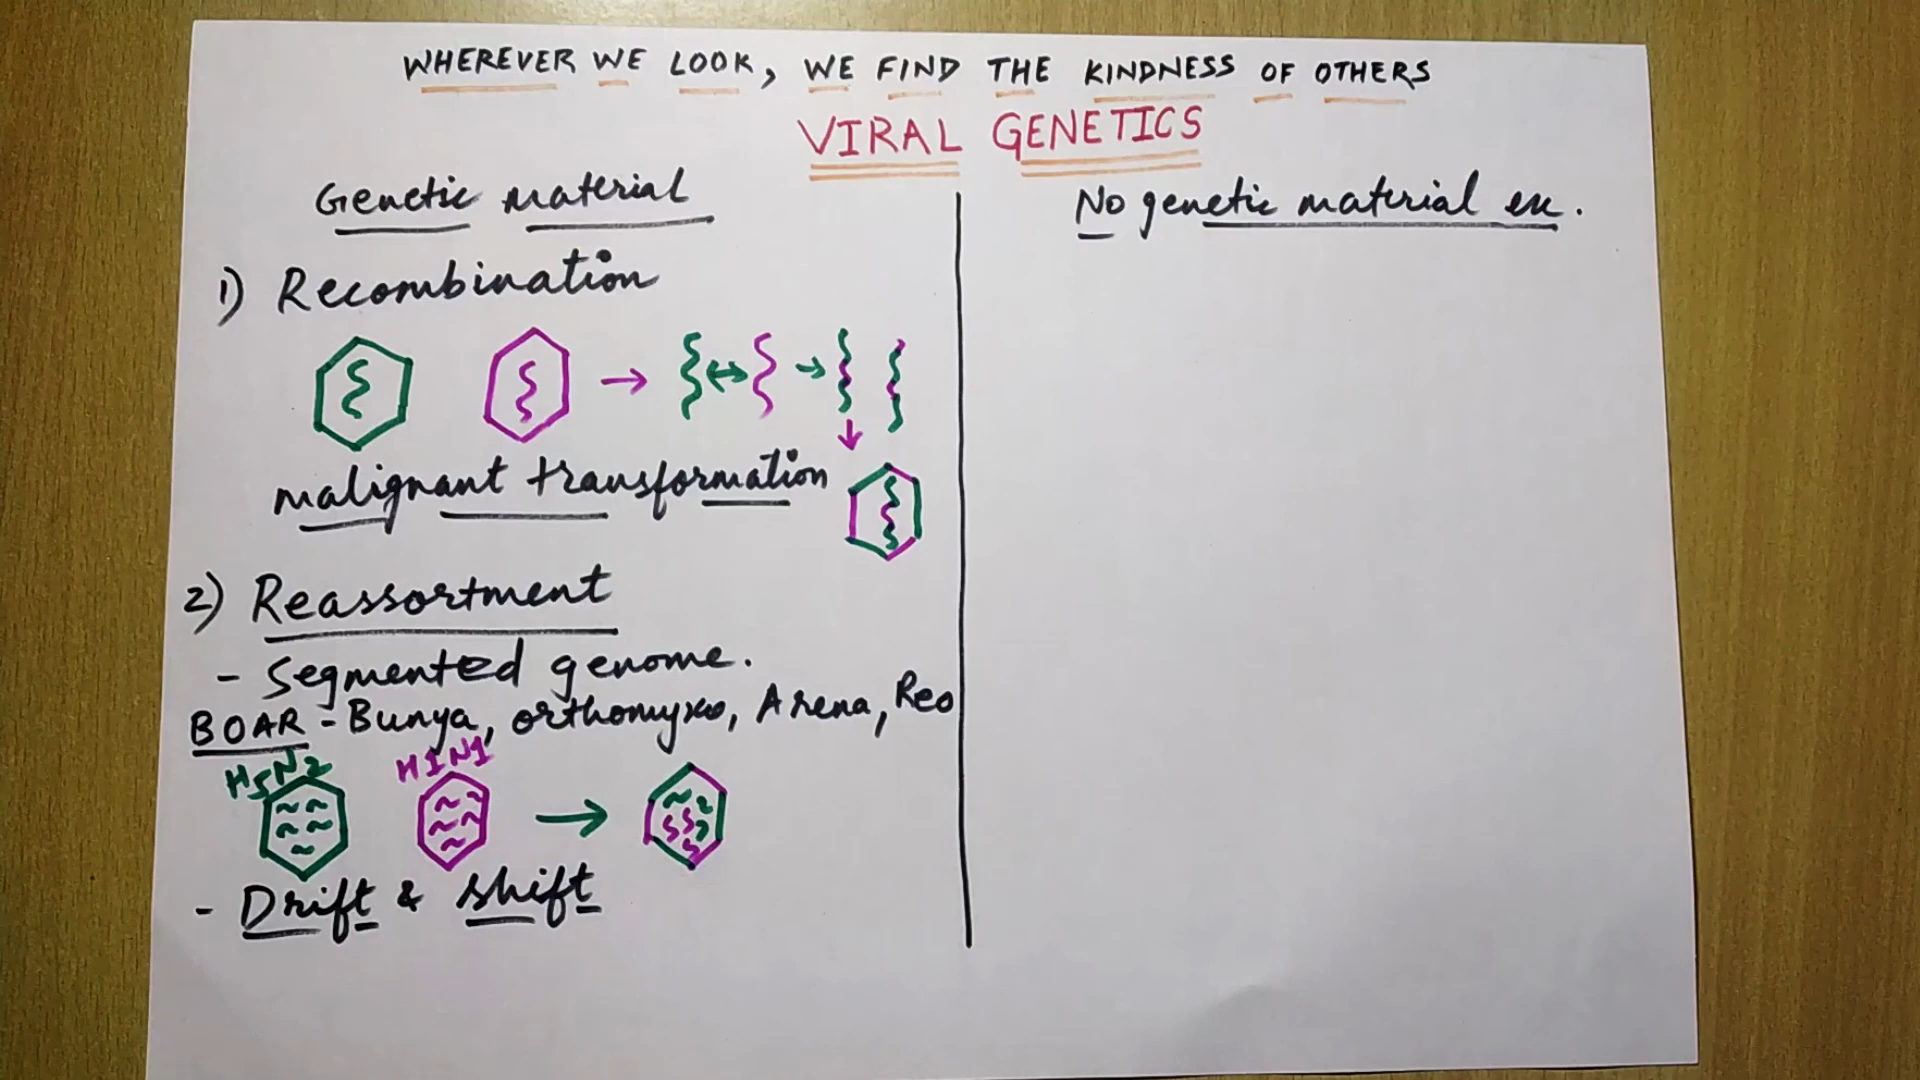 WHEREVER WE LOOK, WE FIND THE KINDNESS OF OTHERS
VIRAL GENETICS
Genetic material
1) Recombination
malignant transformation
2) Reassortment
- Segmented genome.
BOAR - Bunya, orthomyxo, Arena, Reo
H5N2 H1N1
- Drift & shift
No genetic material ex.